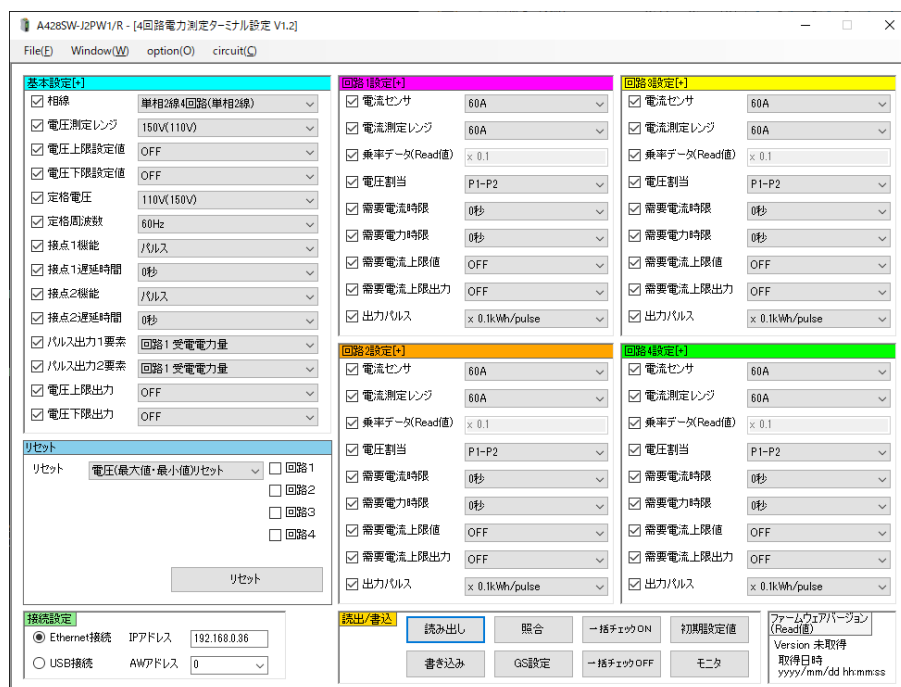 A428SW-J2PW1/R - [4回路電力測定ターミナル設定 V1.2]
File(F) Window(W) option(O) circuit(C)
基本設定[+]
相線 単相2線4回路(単相2線)
電圧測定レンジ 150V(110V)
電圧上限設定値 OFF
電圧下限設定値 OFF
定格電圧 110V(150V)
定格周波数 60Hz
接点1機能 パルス
接点1遅延時間 0秒
接点2機能 パルス
接点2遅延時間 0秒
パルス出力1要素 回路1 受電電力量
パルス出力2要素 回路1 受電電力量
電圧上限出力 OFF
電圧下限出力 OFF
リセット
リセット 電圧(最大値・最小値)リセット 回路1
回路2
回路3
回路4
リセット
接続設定
Ethernet接続 IPアドレス 192.168.0.36
USB接続 AWアドレス 0
回路1設定[+]
電流センサ 60A
電流測定レンジ 60A
乗率データ(Read値) x 0.1
電圧割当 P1-P2
需要電流時限 0秒
需要電力時限 0秒
需要電流上限値 OFF
需要電流上限出力 OFF
出力パルス x 0.1kWh/pulse
回路2設定[+]
電流センサ 60A
電流測定レンジ 60A
乗率データ(Read値) x 0.1
電圧割当 P1-P2
需要電流時限 0秒
需要電力時限 0秒
需要電流上限値 OFF
需要電流上限出力 OFF
出力パルス x 0.1kWh/pulse
回路3設定[+]
電流センサ 60A
電流測定レンジ 60A
乗率データ(Read値) x 0.1
電圧割当 P1-P2
需要電流時限 0秒
需要電力時限 0秒
需要電流上限値 OFF
需要電流上限出力 OFF
出力パルス x 0.1kWh/pulse
回路4設定[+]
電流センサ 60A
電流測定レンジ 60A
乗率データ(Read値) x 0.1
電圧割当 P1-P2
需要電流時限 0秒
需要電力時限 0秒
需要電流上限値 OFF
需要電流上限出力 OFF
出力パルス x 0.1kWh/pulse
読出/書込
読み出し 照合 一括チェックON 初期設定値
書き込み GS設定 一括チェックOFF モニタ
ファームウェアバージョン
(Read値)
Version 未取得
取得日時
yyyy/mm/dd hh:mm:ss